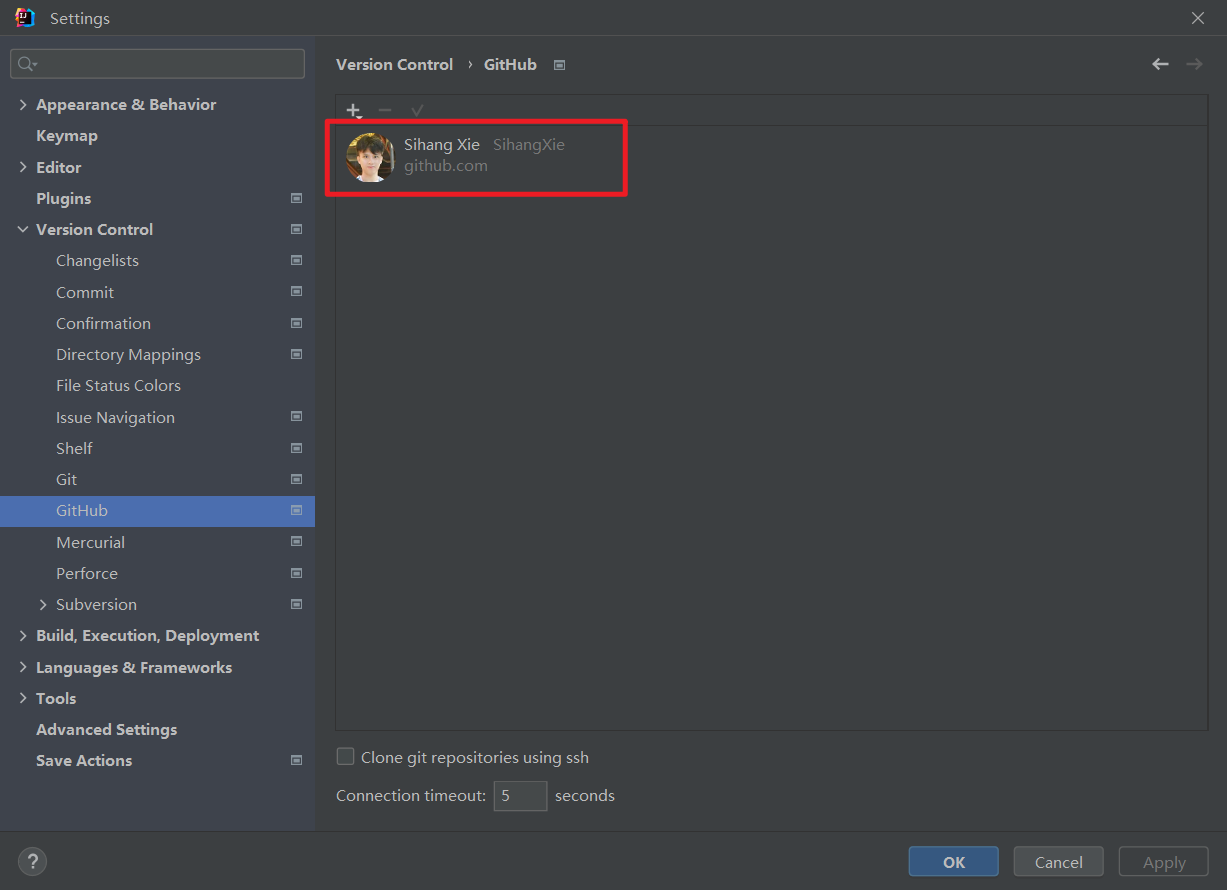 Settings
Appearance & Behavior
Keymap
Editor
Plugins
Version Control
Changelists
Commit
Confirmation
Directory Mappings
File Status Colors
Issue Navigation
Shelf
Git
GitHub
Mercurial
Perforce
Subversion
Build, Execution, Deployment
Languages & Frameworks
Tools
Advanced Settings
Save Actions
Version Control › GitHub
Sihang Xie SihangXie
github.com
Clone git repositories using ssh
Connection timeout: 5 seconds
?
OK Cancel Apply